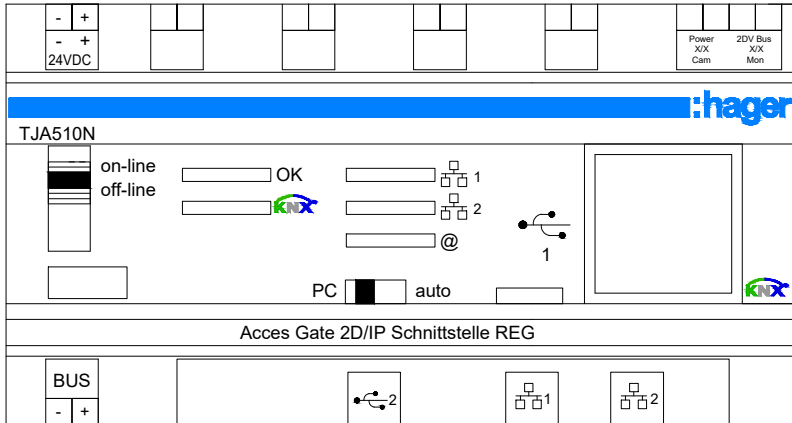 - +
- +
24VDC
Power 2DV Bus
X/X X/X
Cam Mon
:hager
TJA510N
on-line
off-line
OK
KNX
1
2
@
1
PC auto
KNX
Acces Gate 2D/IP Schnittstelle REG
BUS
- +
2
1
2